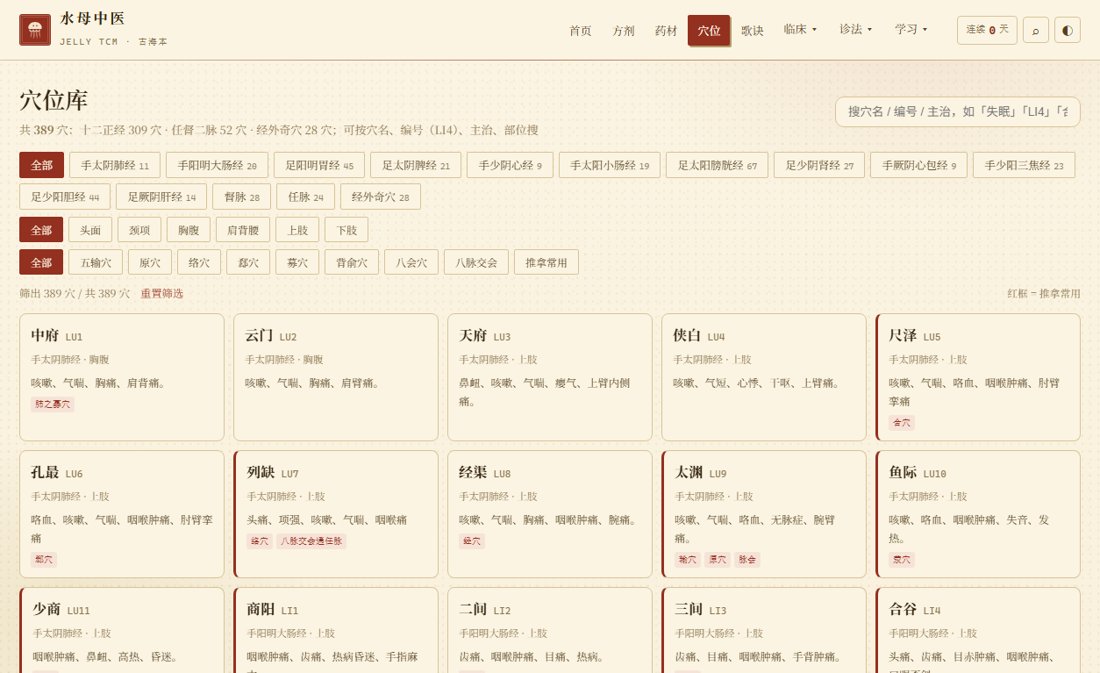 水母中医
JELLY TCM · 古海本
首页 方剂 药材 穴位 歌诀 临床 ▾ 诊法 ▾ 学习 ▾ 连续 0 天
穴位库
共 389 穴：十二正经 309 穴 · 任督二脉 52 穴 · 经外奇穴 28 穴；可按穴名、编号（LI4）、主治、部位搜
搜穴名 / 编号 / 主治，如「失眠」「LI4」「
全部 手太阴肺经 11 手阳明大肠经 20 足阳明胃经 45 足太阴脾经 21 手少阴心经 9 手太阳小肠经 19 足太阳膀胱经 67 足少阴肾经 27 手厥阴心包经 9 手少阳三焦经 23
足少阳胆经 44 足厥阴肝经 14 督脉 28 任脉 24 经外奇穴 28
全部 头面 颈项 胸腹 肩背腰 上肢 下肢
全部 五输穴 原穴 络穴 郄穴 募穴 背俞穴 八会穴 八脉交会 推拿常用
筛出 389 穴 / 共 389 穴 重置筛选 红框 = 推拿常用
中府 LU1
手太阴肺经 · 胸腹
咳嗽、气喘、胸痛、肩背痛。
肺之募穴
云门 LU2
手太阴肺经 · 胸腹
咳嗽、气喘、胸痛、肩臂痛。
天府 LU3
手太阴肺经 · 上肢
鼻衄、咳嗽、气喘、瘿气、上臂内侧
痛。
侠白 LU4
手太阴肺经 · 上肢
咳嗽、气短、心悸、干呕、上臂痛。
尺泽 LU5
手太阴肺经 · 上肢
咳嗽、气喘、咯血、咽喉肿痛、肘臂
挛痛
合穴
孔最 LU6
手太阴肺经 · 上肢
咯血、咳嗽、气喘、咽喉肿痛、肘臂挛
痛
郄穴
列缺 LU7
手太阴肺经 · 上肢
头痛、项强、咳嗽、气喘、咽喉痛
络穴 八脉交会通任脉
经渠 LU8
手太阴肺经 · 上肢
咳嗽、气喘、胸痛、咽喉肿痛、腕痛。
经穴
太渊 LU9
手太阴肺经 · 上肢
咳嗽、气喘、咯血、无脉症、腕臂
痛。
输穴 原穴 脉会
鱼际 LU10
手太阴肺经 · 上肢
咳嗽、咯血、咽喉肿痛、失音、发
热。
荥穴
少商 LU11
手太阴肺经 · 上肢
咽喉肿痛、鼻衄、高热、昏迷。
商阳 LI1
手阳明大肠经 · 上肢
咽喉肿痛、齿痛、热病昏迷、手指麻
二间 LI2
手阳明大肠经 · 上肢
齿痛、咽喉肿痛、目痛、热病。
三间 LI3
手阳明大肠经 · 上肢
齿痛、目痛、咽喉肿痛、手背肿痛。
合谷 LI4
手阳明大肠经 · 上肢
头痛、齿痛、目赤肿痛、咽喉肿痛、